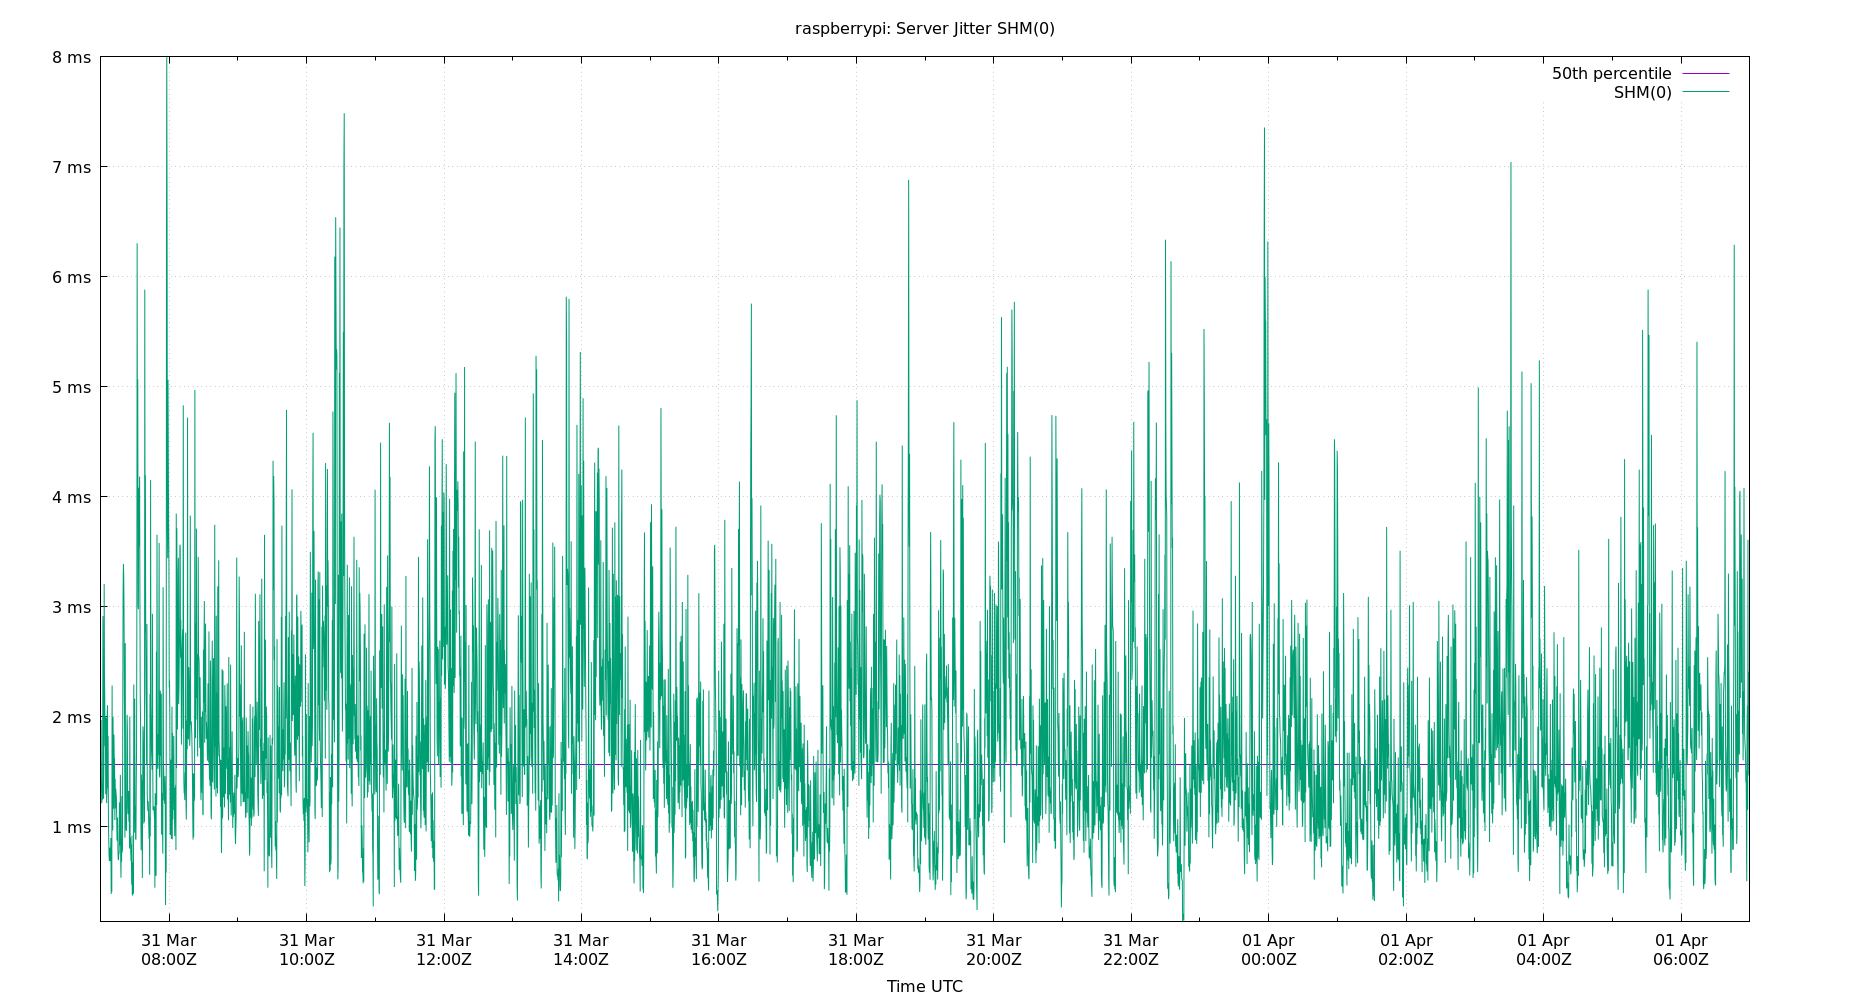 raspberrypi: Server Jitter SHM(0)
8 ms
7 ms
6 ms
5 ms
4 ms
3 ms
2 ms
1 ms
50th percentile
SHM(0)
31 Mar 31 Mar 31 Mar 31 Mar 31 Mar 31 Mar 31 Mar 31 Mar 01 Apr 01 Apr 01 Apr 01 Apr
08:00Z 10:00Z 12:00Z 14:00Z 16:00Z 18:00Z 20:00Z 22:00Z 00:00Z 02:00Z 04:00Z 06:00Z
Time UTC